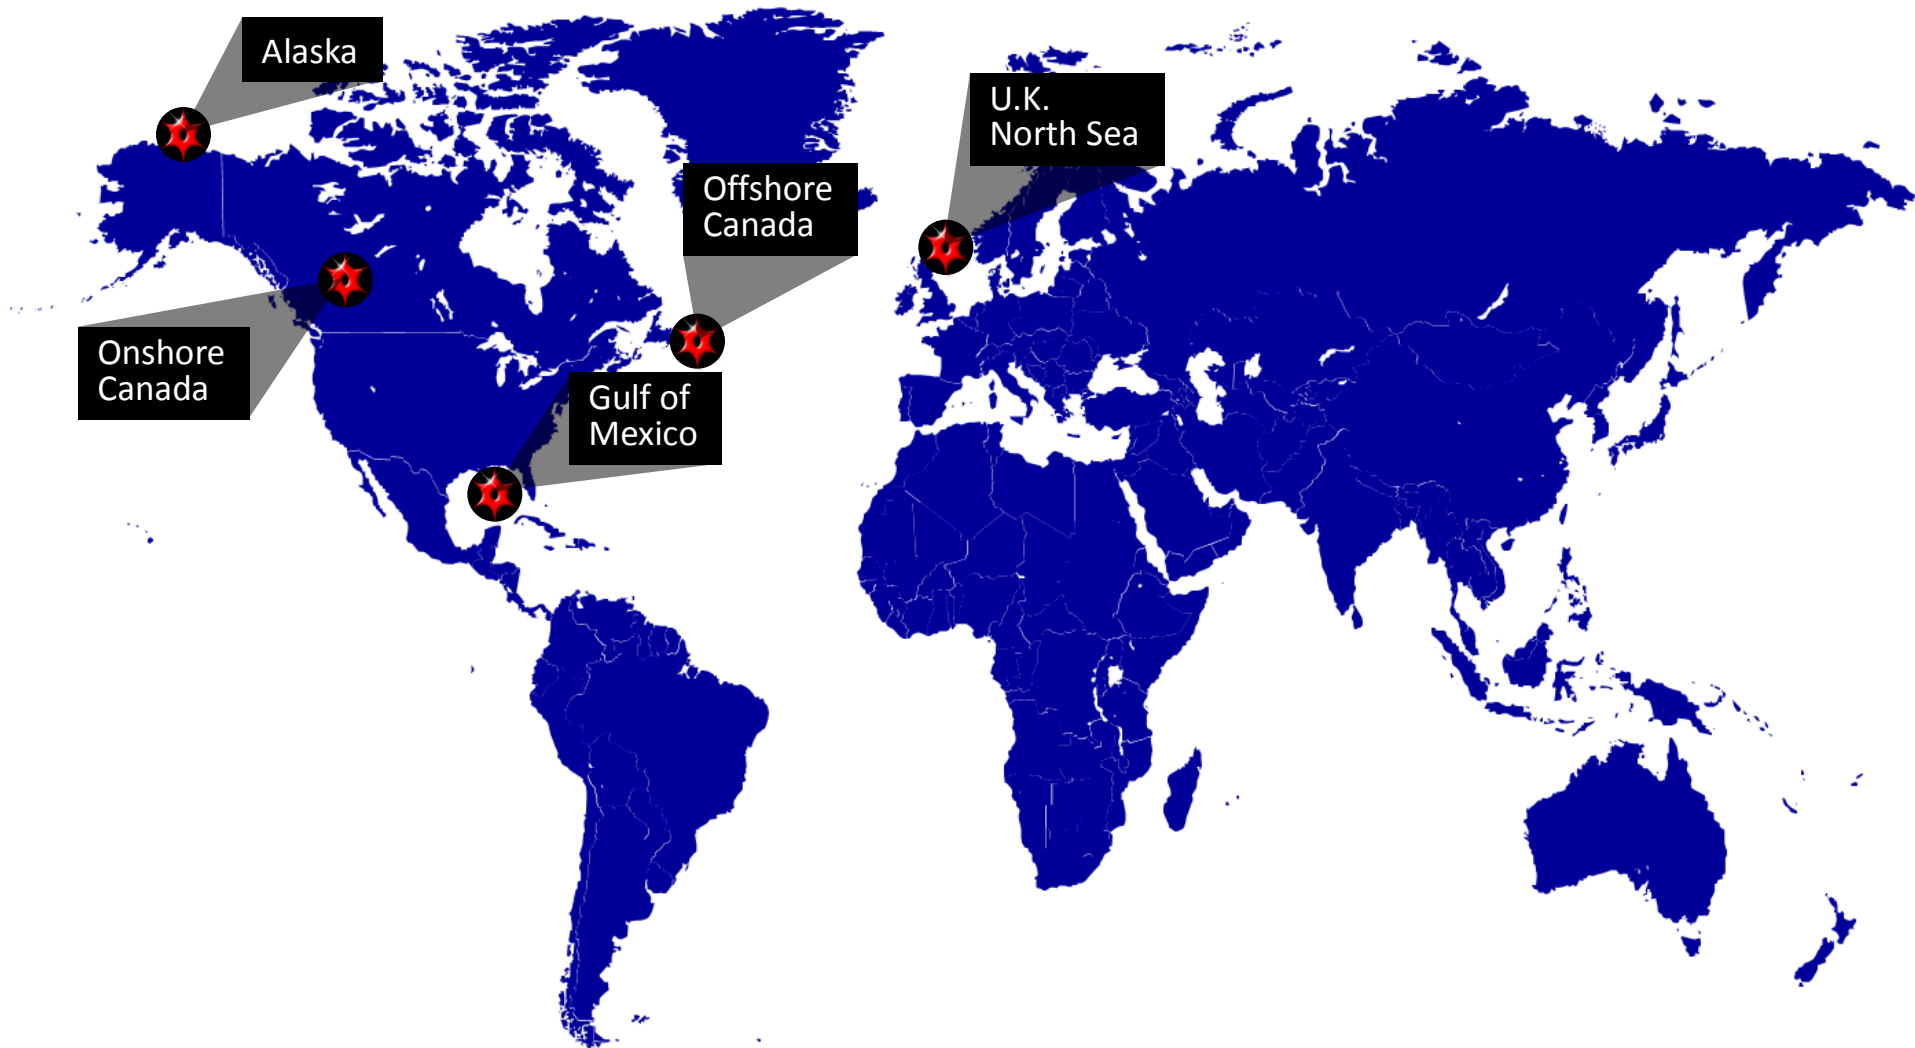 Alaska
U.K.
North Sea
Offshore
Canada
Onshore
Canada
Gulf of
Mexico